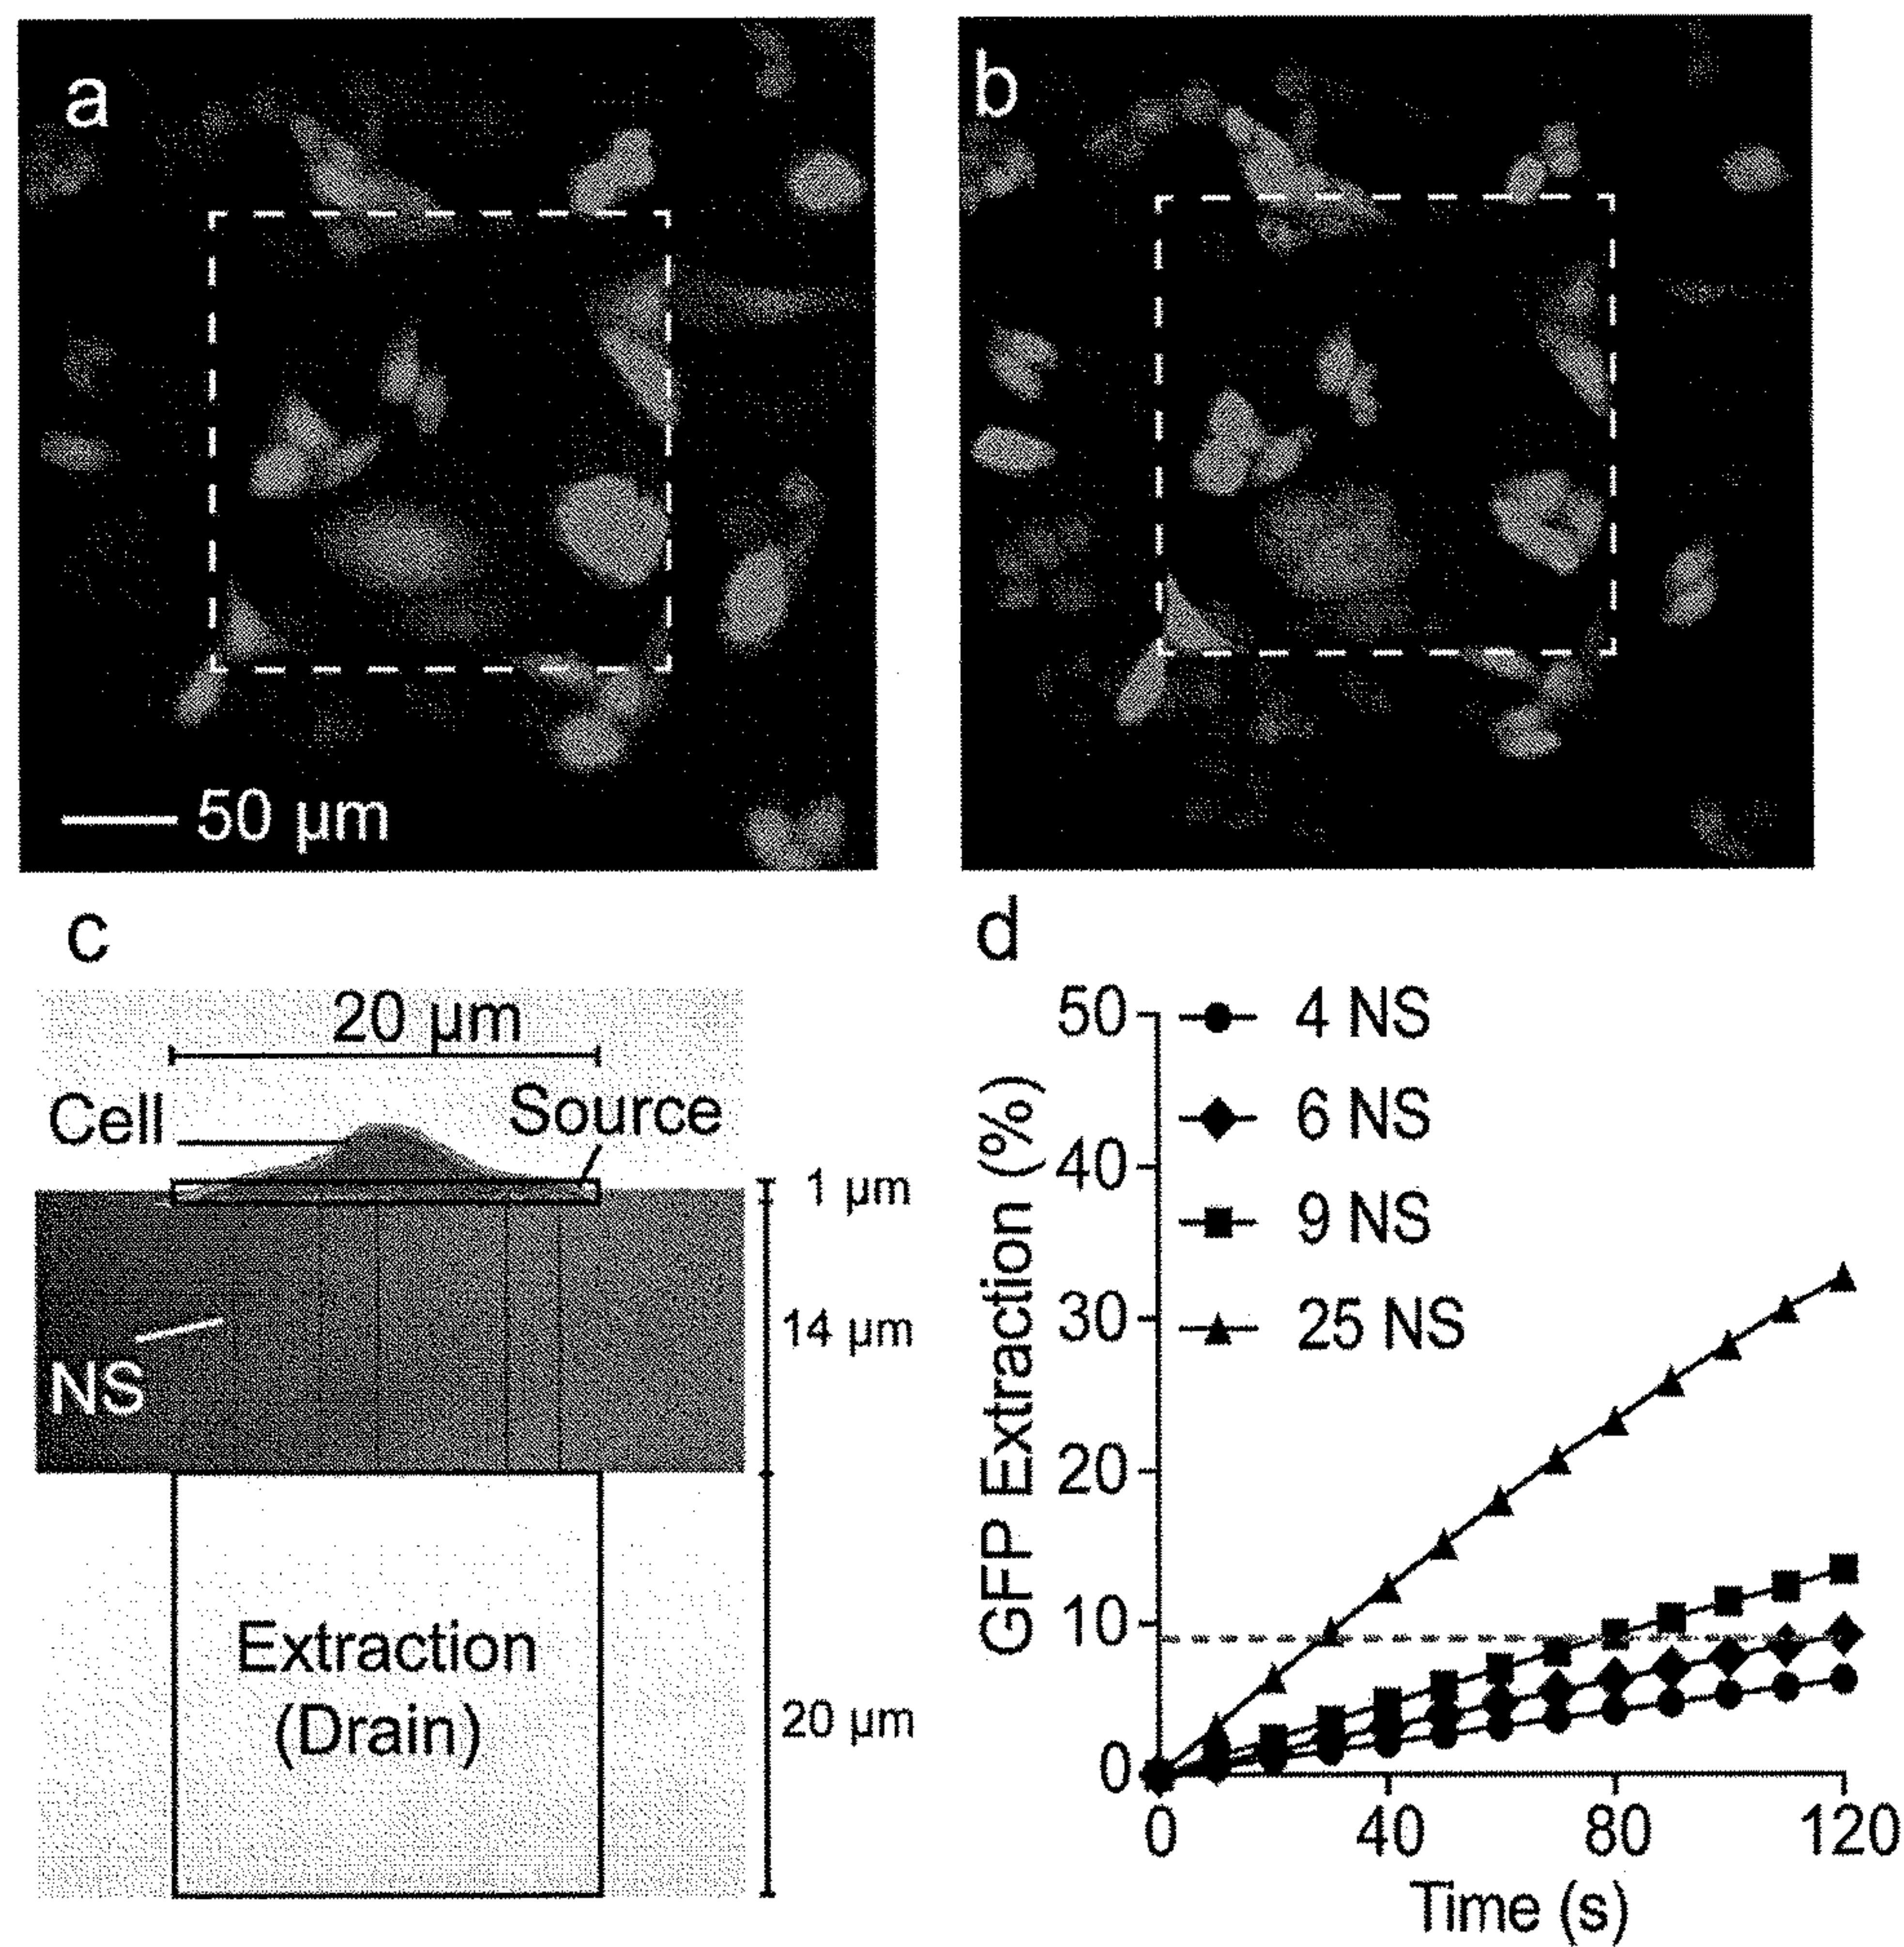 a
b
50 µm
c
20 µm
Cell
Source
1 µm
14 µm
NS
Extraction
(Drain)
20 µm
d
4 NS
6 NS
9 NS
25 NS
GFP Extraction (%)
50
40
30
20
10
0
0 40 80 120
Time (s)